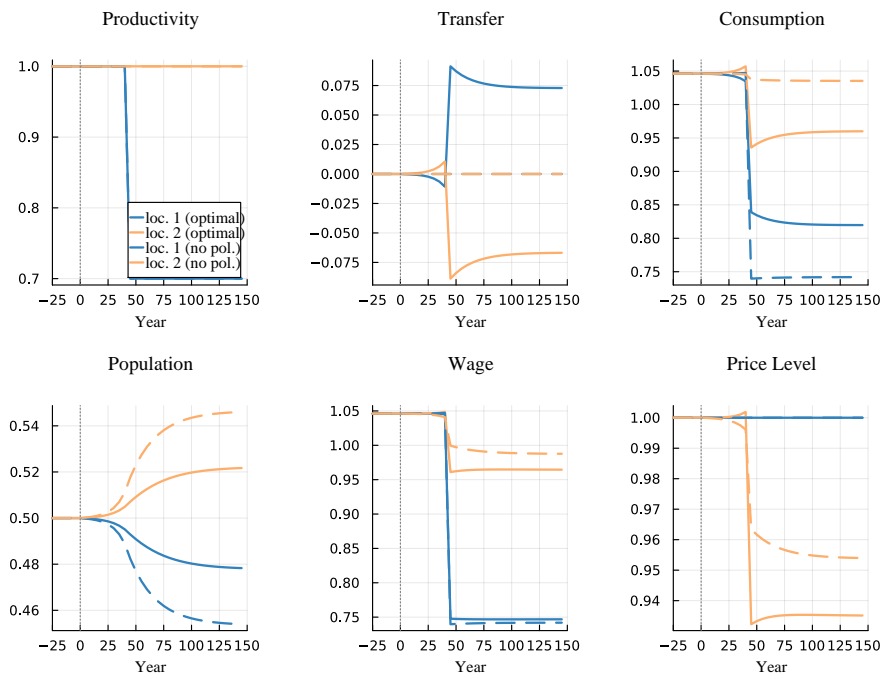 Productivity
1.0
0.9
0.8
0.7
loc. 1 (optimal)
loc. 2 (optimal)
loc. 1 (no pol.)
loc. 2 (no pol.)
−25 0 25 50 75 100 125 150
Year
Transfer
0.075
0.050
0.025
0.000
−0.025
−0.050
−0.075
−25 0 25 50 75 100 125 150
Year
Consumption
1.05
1.00
0.95
0.90
0.85
0.80
0.75
−25 0 25 50 75 100 125 150
Year
Population
0.54
0.52
0.50
0.48
0.46
−25 0 25 50 75 100 125 150
Year
Wage
1.05
1.00
0.95
0.90
0.85
0.80
0.75
−25 0 25 50 75 100 125 150
Year
Price Level
1.00
0.99
0.98
0.97
0.96
0.95
0.94
−25 0 25 50 75 100 125 150
Year